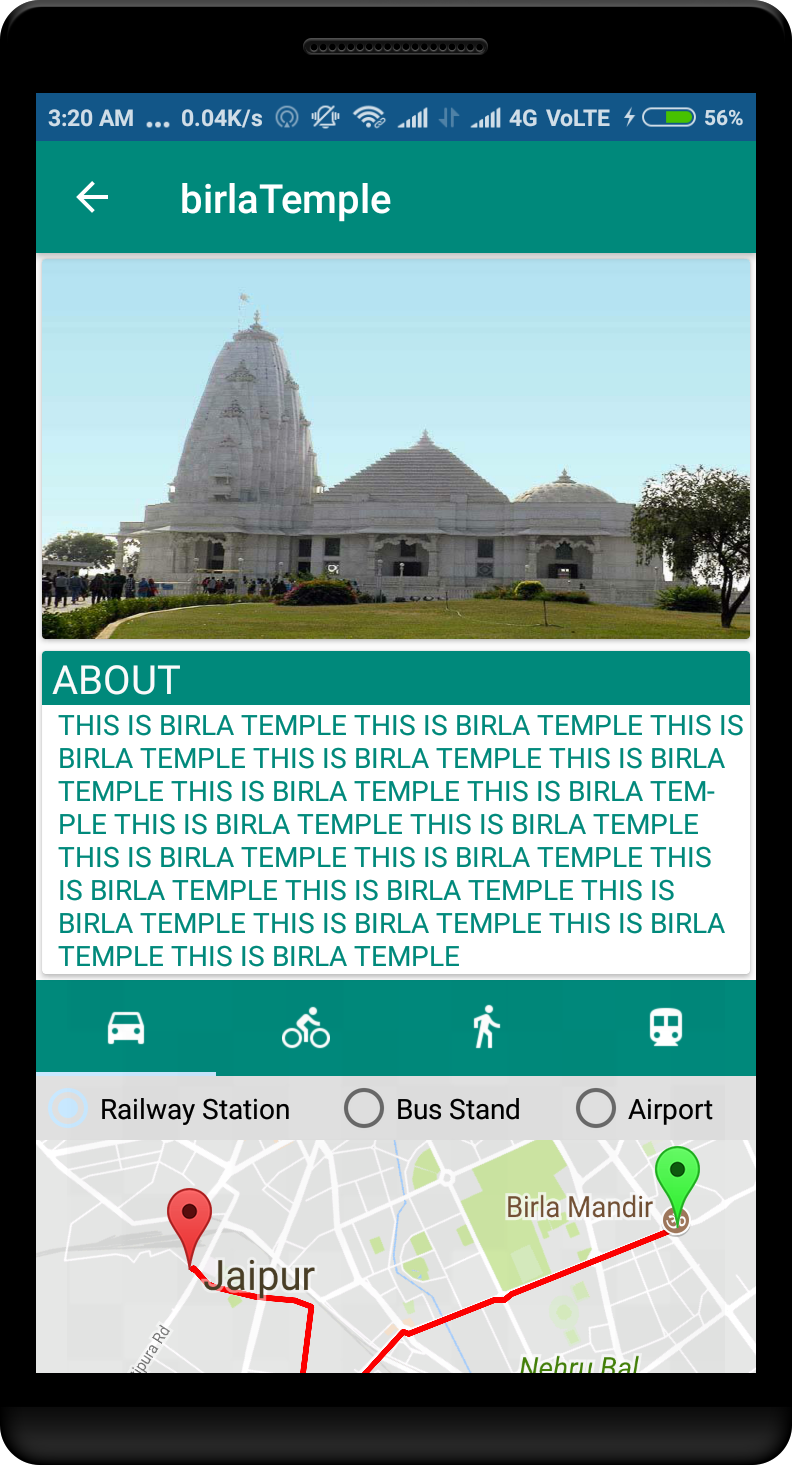 3:20 AM ... 0.04K/s 4G VoLTE 56%
birlaTemple
ABOUT
THIS IS BIRLA TEMPLE THIS IS BIRLA TEMPLE THIS IS
BIRLA TEMPLE THIS IS BIRLA TEMPLE THIS IS BIRLA
TEMPLE THIS IS BIRLA TEMPLE THIS IS BIRLA TEM-
PLE THIS IS BIRLA TEMPLE THIS IS BIRLA TEMPLE
THIS IS BIRLA TEMPLE THIS IS BIRLA TEMPLE THIS
IS BIRLA TEMPLE THIS IS BIRLA TEMPLE THIS IS
BIRLA TEMPLE THIS IS BIRLA TEMPLE THIS IS BIRLA
TEMPLE THIS IS BIRLA TEMPLE
Railway Station Bus Stand Airport
Birla Mandir
Jaipur
Rd
Nehru Bal